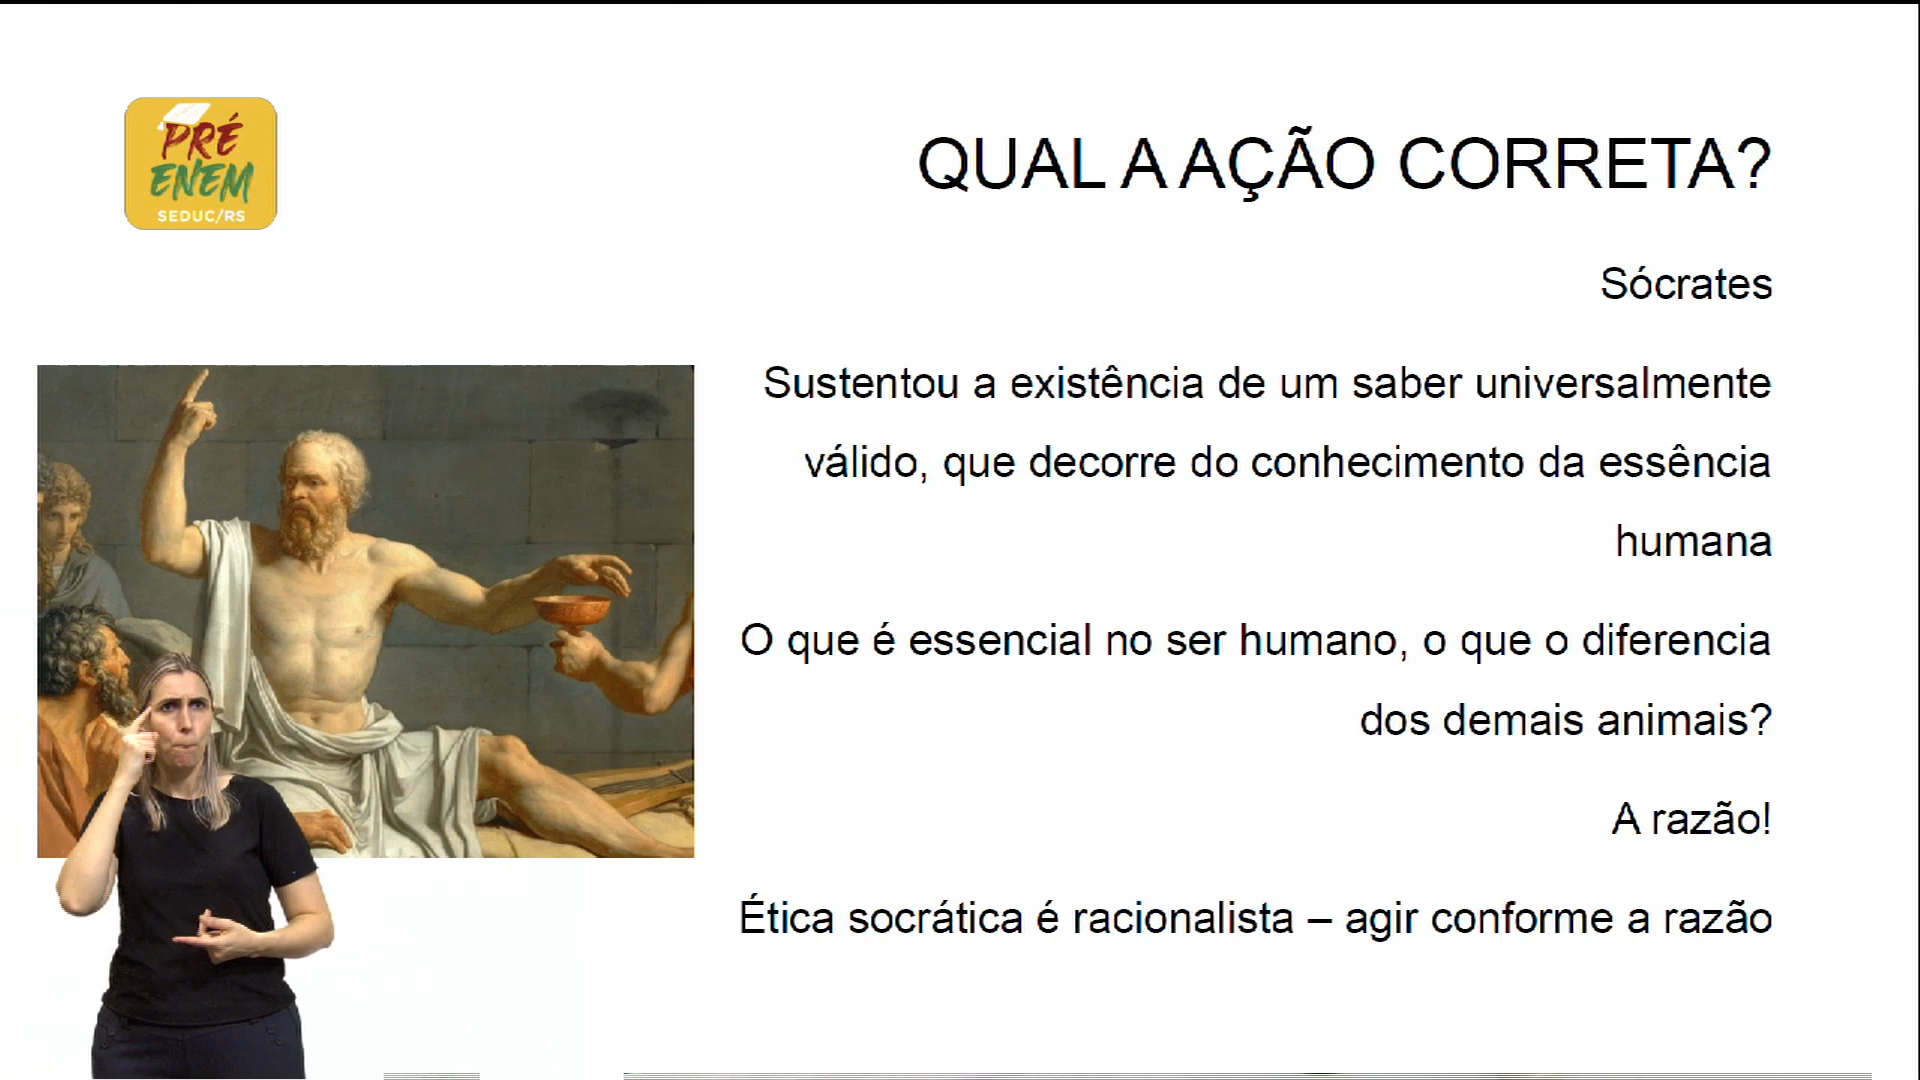 PRÉ
ENEM
SEDUC/RS
QUAL A AÇÃO CORRETA?
Sócrates
Sustentou a existência de um saber universalmente
válido, que decorre do conhecimento da essência
humana
O que é essencial no ser humano, o que o diferencia
dos demais animais?
A razão!
Ética socrática é racionalista – agir conforme a razão